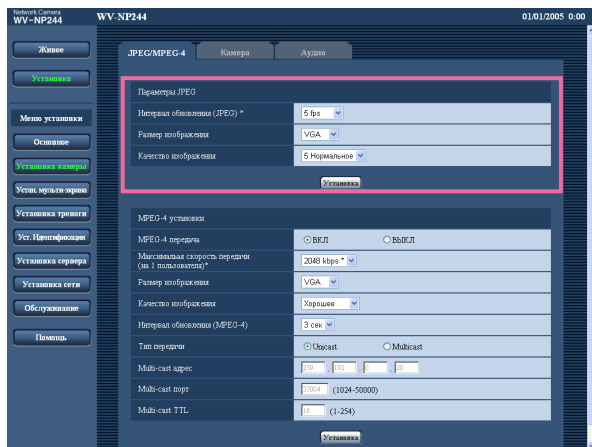 Network Camera
WV-NP244
WV-NP244
01/01/2005 0:00
Живое
Установка
Меню установки
Основное
Установка камеры
Устан. мульти-экрана
Установка тревоги
Уст. Идентификации
Установка сервера
Установка сети
Обслуживание
Помощь
JPEG/MPEG-4
Камера
Аудио
Параметры JPEG
Интервал обновления (JPEG) *
5 fps
Размер изображения
VGA
Качество изображения
5 Нормальное
Установка
MPEG-4 установки
MPEG-4 передача
ВКЛ
ВЫКЛ
Максимальая скорость передачи
(на 1 пользователя)*
2048 kbps *
Размер изображения
VGA
Качество изображения
Хорошее
Интервал обновления (MPEG-4)
3 сек
Тип передачи
Unicast
Multicast
Multi-cast адрес
239 . 192 . 0 . 20
Multi-cast порт
37004 (1024-50000)
Multi-cast TTL
16 (1-254)
Установка